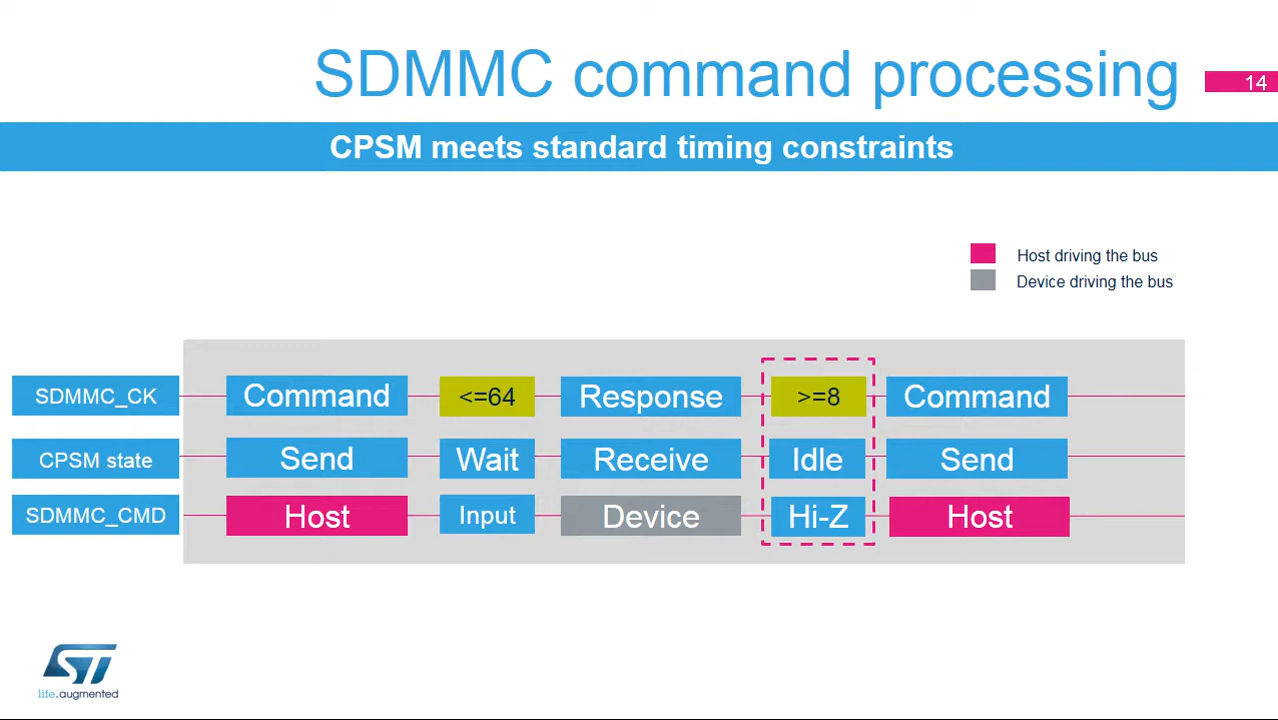 SDMMC command processing
14
CPSM meets standard timing constraints
Host driving the bus
Device driving the bus
SDMMC_CK Command <=64 Response >=8 Command
CPSM state Send Wait Receive Idle Send
SDMMC_CMD Host Input Device Hi-Z Host
ST
life.augmented